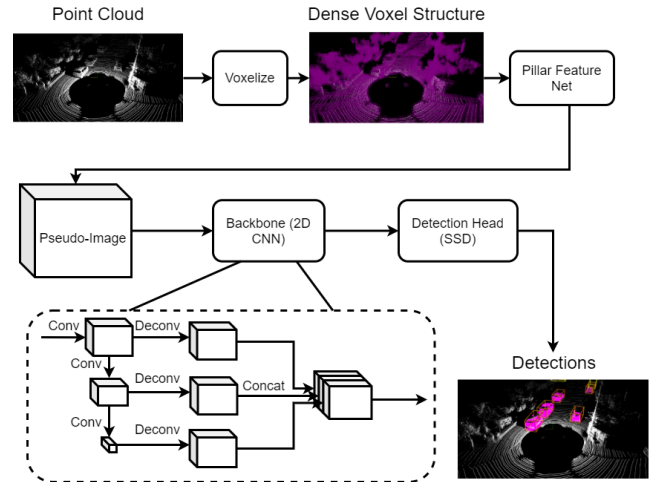 Point Cloud
Dense Voxel Structure
Voxelize
Pillar Feature
Net
Pseudo-Image
Backbone (2D
CNN)
Detection Head
(SSD)
Conv
Deconv
Conv
Deconv
Concat
Conv
Deconv
Detections